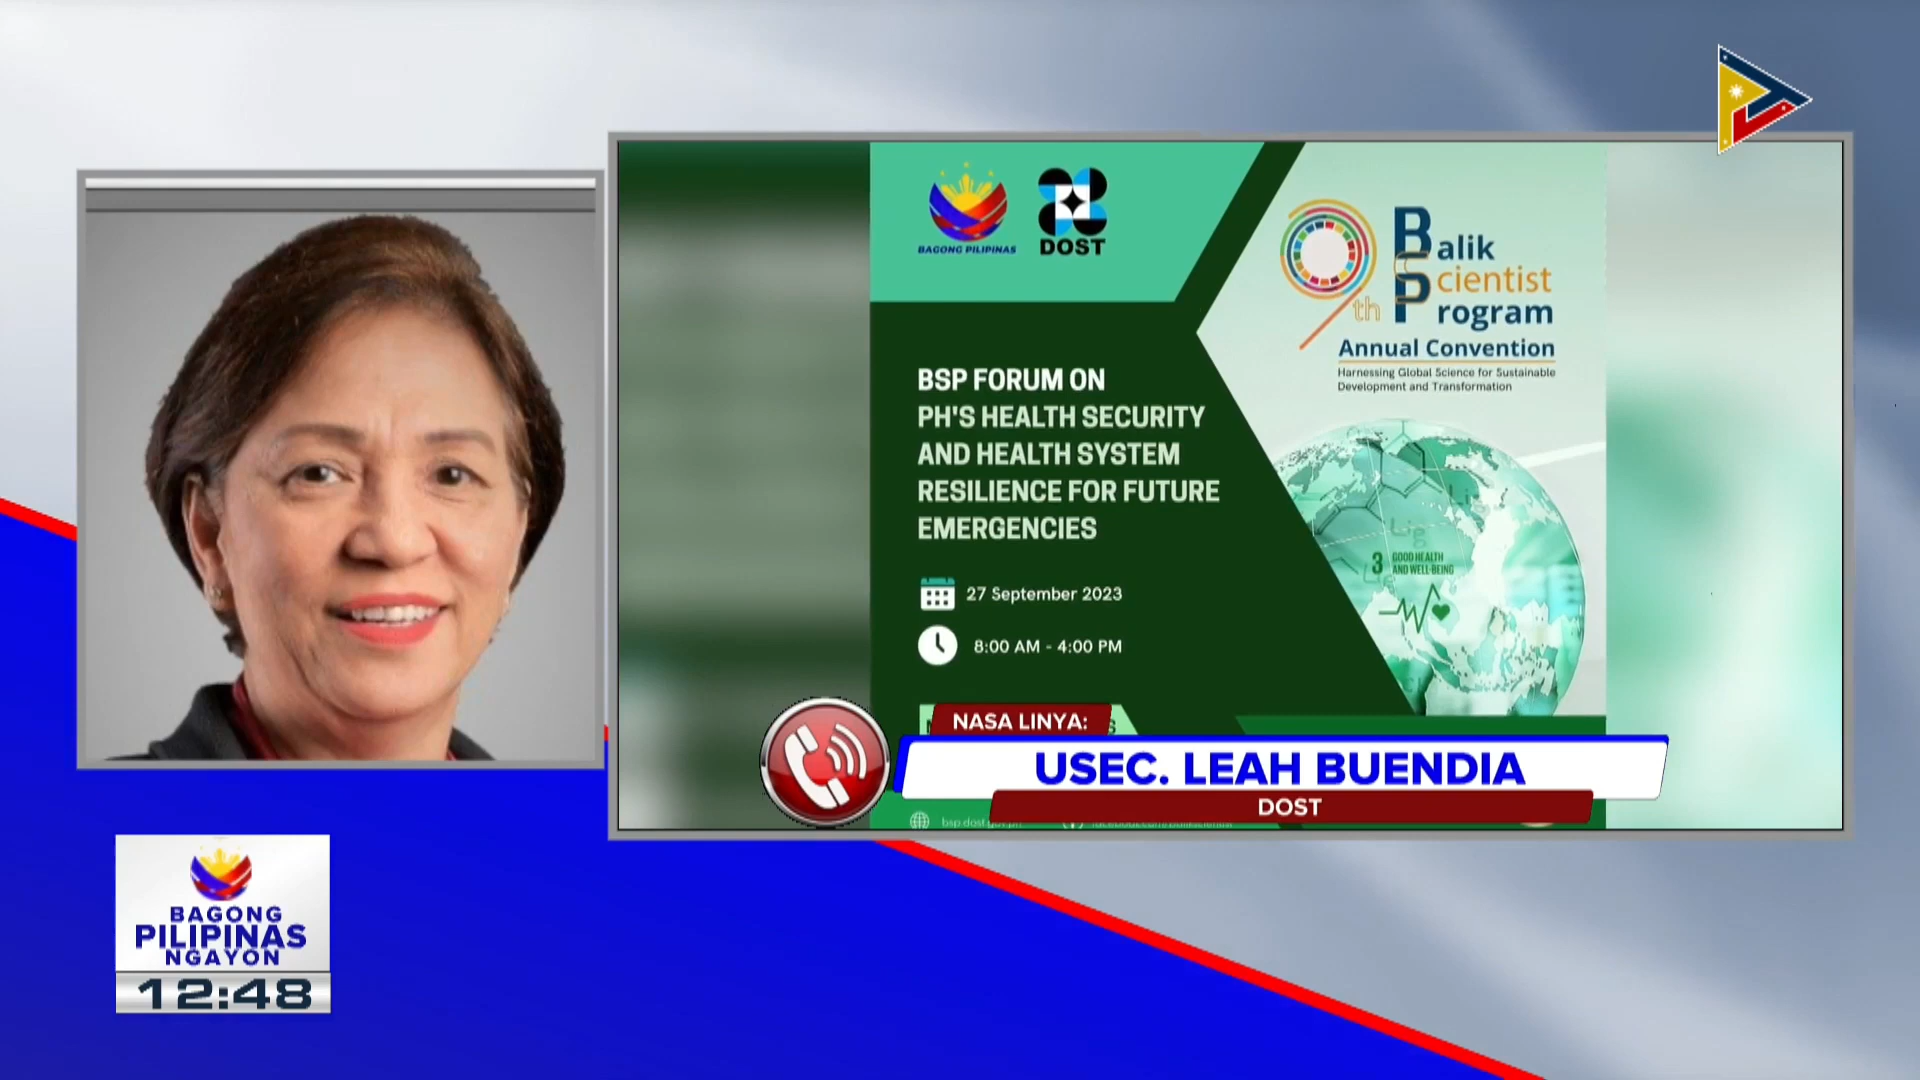 BAGONG PILIPINAS
DOST
9th
Balik
Scientist
Program
Annual Convention
Harnessing Global Science for Sustainable
Development and Transformation
BSP FORUM ON
PH'S HEALTH SECURITY
AND HEALTH SYSTEM
RESILIENCE FOR FUTURE
EMERGENCIES
27 September 2023
8:00 AM - 4:00 PM
3 GOOD HEALTH
AND WELL-BEING
NASA LINYA:
USEC. LEAH BUENDIA
DOST
BAGONG
PILIPINAS
NGAYON
12:48